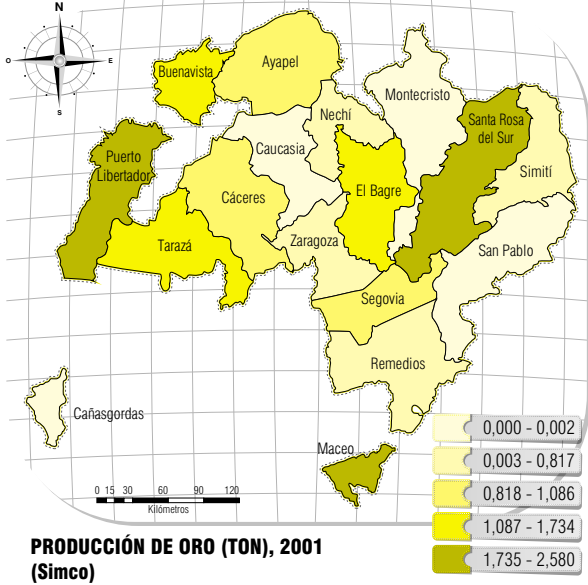 N
O
E
S
Buenavista
Ayapel
Montecristo
Nechí
Santa Rosa
del Sur
Puerto
Libertador
Caucasia
Simití
Cáceres
El Bagre
Tarazá
Zaragoza
San Pablo
Segovia
Remedios
Cañasgordas
Maceo
0 15 30 60 90 120
Kilómetros
0,000 - 0,002
0,003 - 0,817
0,818 - 1,086
1,087 - 1,734
1,735 - 2,580
PRODUCCIÓN DE ORO (TON), 2001
(Simco)